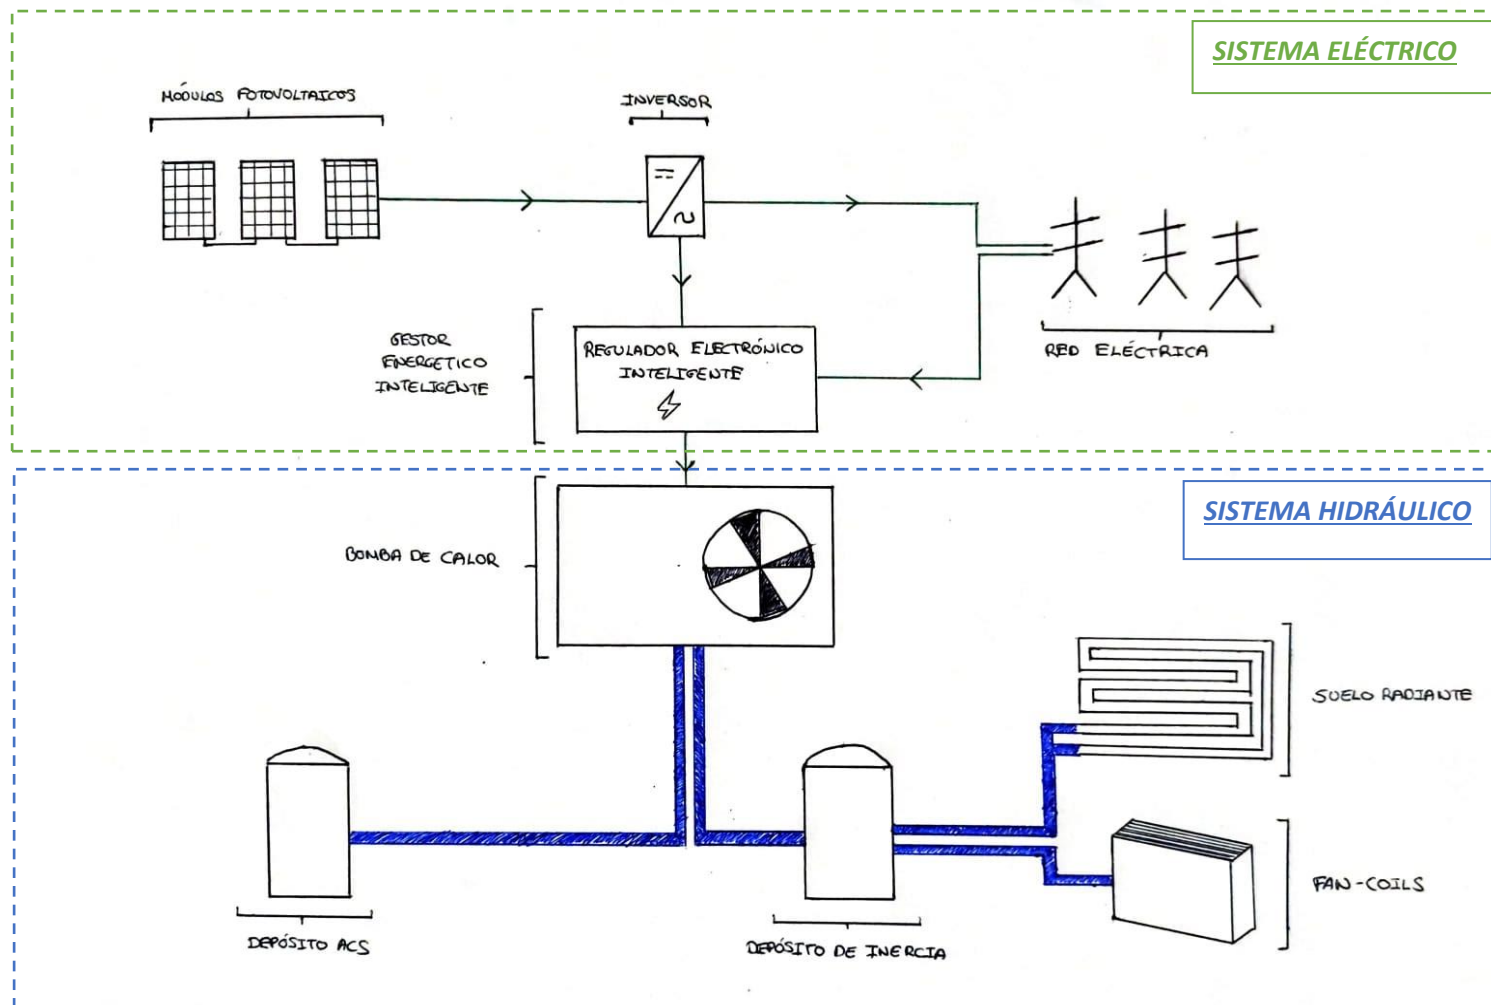 SISTEMA ELÉCTRICO
MÓDULOS FOTOVOLTAICOS
INVERSOR
GESTOR
ENERGETICO
INTELIGENTE
REGULADOR ELECTRÓNICO
INTELIGENTE
RED ELÉCTRICA
SISTEMA HIDRÁULICO
BOMBA DE CALOR
SUELO RADIANTE
FAN-COILS
DEPÓSITO ACS
DEPÓSITO DE INERCIA